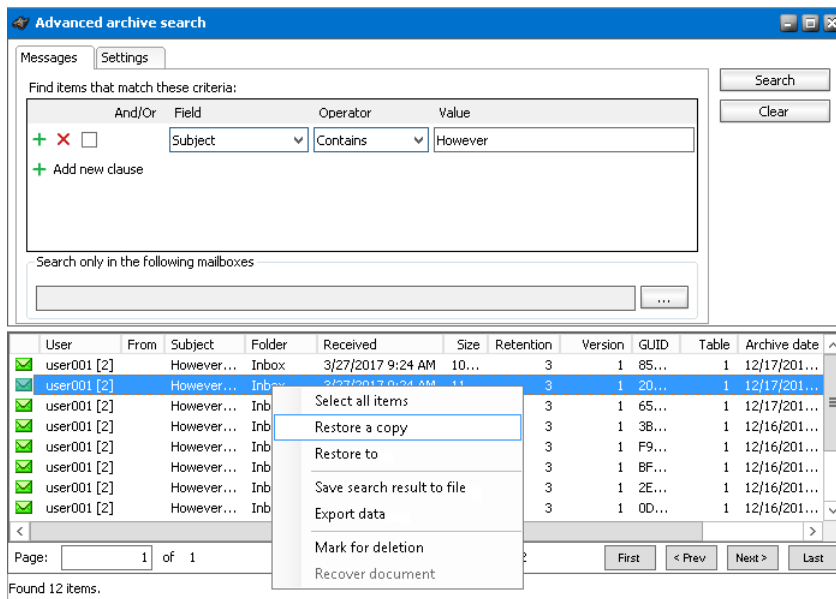 Advanced archive search
Messages Settings
Find items that match these criteria:
Search
Clear
And/Or Field Operator Value
Subject Contains However
Add new clause
Search only in the following mailboxes
...
User From Subject Folder Received Size Retention Version GUID Table Archive date
user001 [2] However... Inbox 3/27/2017 9:24 AM 10... 3 1 85... 1 12/17/201...
user001 [2] However... Inbox 3/27/2017 9:24 AM 11... 3 1 20... 1 12/17/201...
user001 [2] However... Inb 3 1 65... 1 12/17/201...
user001 [2] However... Inb 3 1 3B... 1 12/16/201...
user001 [2] However... Inb 3 1 F9... 1 12/16/201...
user001 [2] However... Inb 3 1 BF... 1 12/16/201...
user001 [2] However... Inb 3 1 2E... 1 12/16/201...
user001 [2] However... Inb 3 1 0D... 1 12/16/201...
Select all items
Restore a copy
Restore to
Save search result to file
Export data
Mark for deletion
Recover document
Page: 1 of 1 First < Prev Next > Last
Found 12 items.